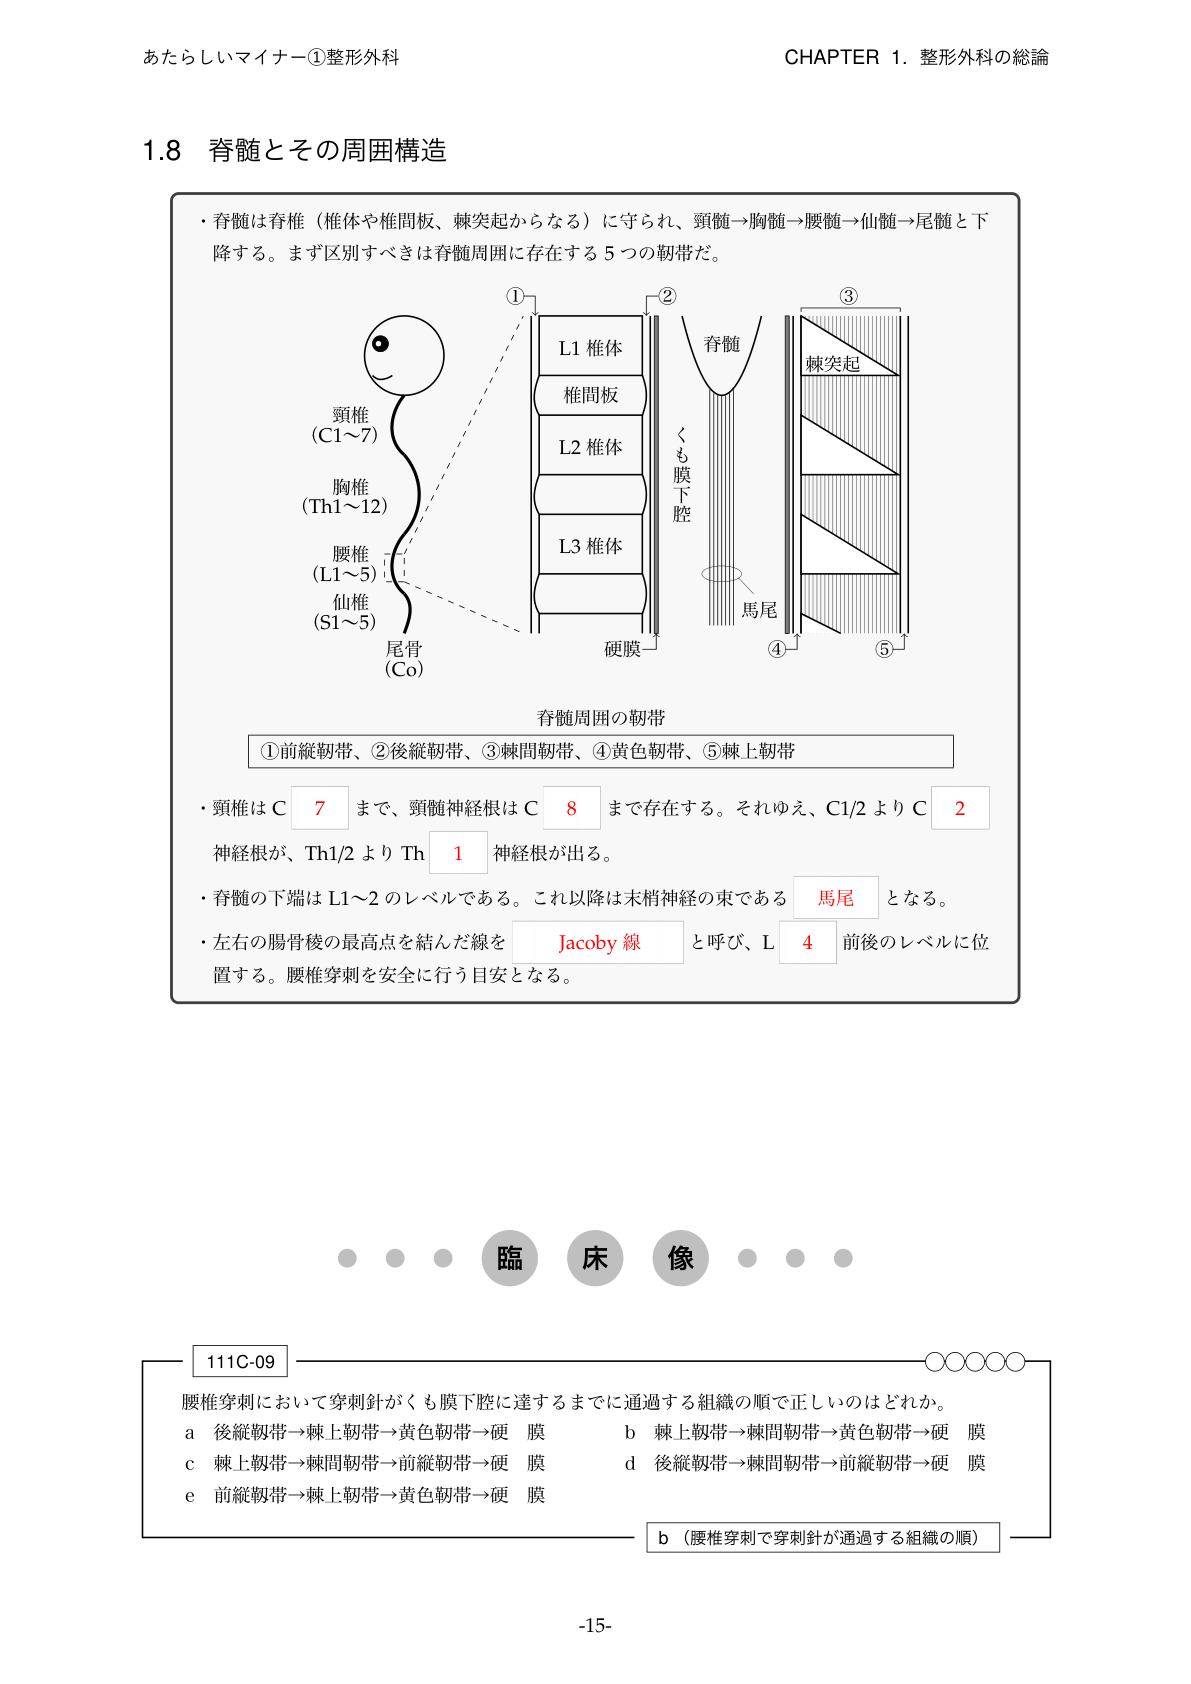 あたらしいマイナー①整形外科
CHAPTER 1. 整形外科の総論
1.8 脊髄とその周囲構造
・脊髄は脊椎（椎体や椎間板、棘突起からなる）に守られ、頸髄→胸髄→腰髄→仙髄→尾髄と下
降する。まず区別すべきは脊髄周囲に存在する 5 つの靭帯だ。
①
②
③
L1 椎体
脊髄
棘突起
椎間板
頸椎
(C1〜7)
L2 椎体
くも膜下腔
胸椎
(Th1〜12)
L3 椎体
腰椎
(L1〜5)
仙椎
(S1〜5)
馬尾
尾骨
(Co)
硬膜
④
⑤
脊髄周囲の靭帯
①前縦靭帯、②後縦靭帯、③棘間靭帯、④黄色靭帯、⑤棘上靭帯
・頸椎は C 7 まで、頸髄神経根は C 8 まで存在する。それゆえ、C1/2 より C 2
神経根が、Th1/2 より Th 1 神経根が出る。
・脊髄の下端は L1〜2 のレベルである。これ以降は末梢神経の束である 馬尾 となる。
・左右の腸骨稜の最高点を結んだ線を Jacoby 線 と呼び、L 4 前後のレベルに位
置する。腰椎穿刺を安全に行う目安となる。
臨床像
111C-09
腰椎穿刺において穿刺針がくも膜下腔に達するまでに通過する組織の順で正しいのはどれか。
a 後縦靱帯→棘上靱帯→黄色靱帯→硬 膜 b 棘上靱帯→棘間靱帯→黄色靱帯→硬 膜
c 棘上靱帯→棘間靱帯→前縦靱帯→硬 膜 d 後縦靱帯→棘間靱帯→前縦靱帯→硬 膜
e 前縦靱帯→棘上靱帯→黄色靱帯→硬 膜
b （腰椎穿刺で穿刺針が通過する組織の順）
-15-